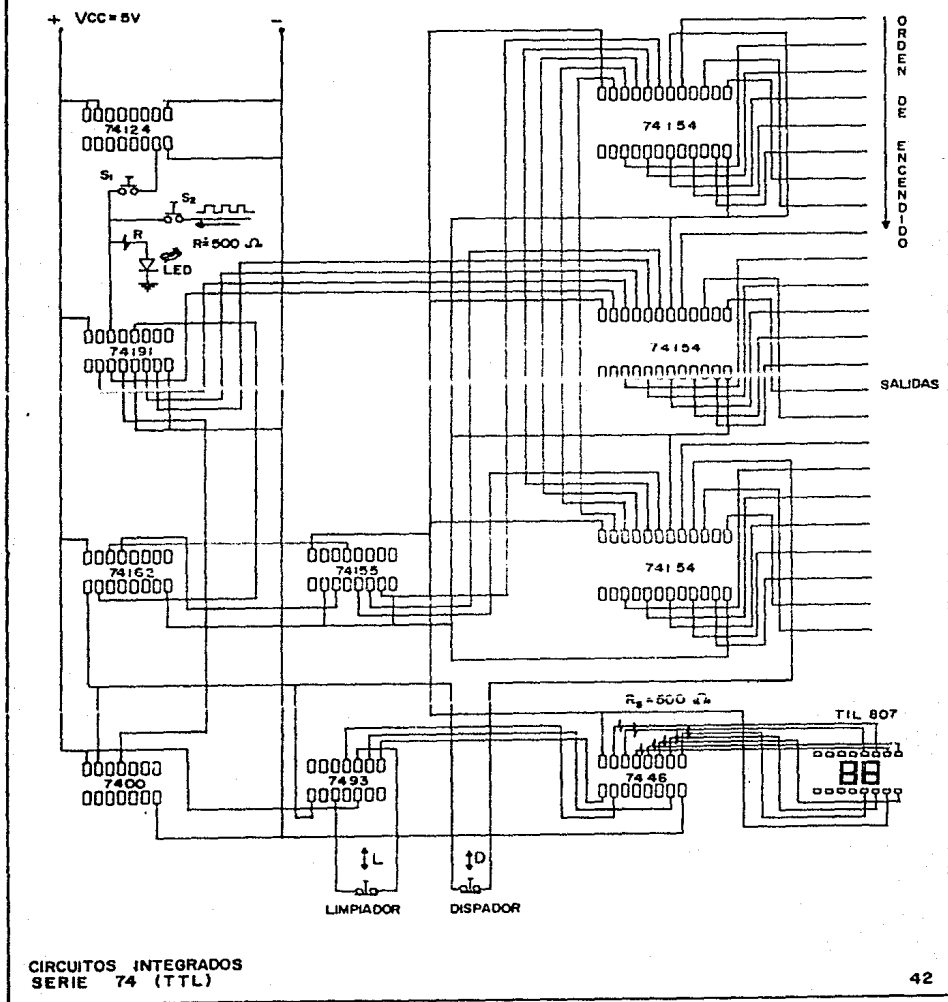 + VCC=5V -
74124
S1
S2
R=500 Ω
R
LED
74191
74162
74155
7400
7493
74154
74154
74154
ORDEN DE ENCENDIDO
SALIDAS
Rs=500 Ω
TIL 807
7446
88
L
D
LIMPIADOR
DISPADOR
CIRCUITOS INTEGRADOS
SERIE 74 (TTL)
42